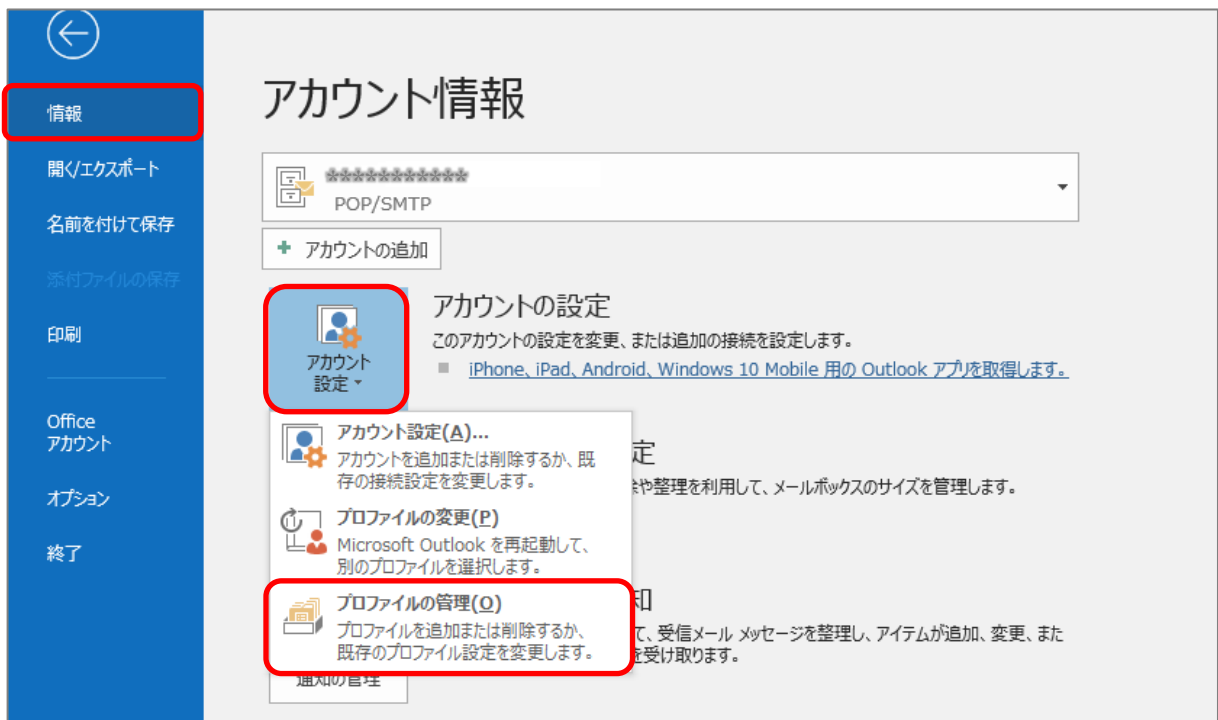 情報
開く/エクスポート
名前を付けて保存
添付ファイルの保存
印刷
Office
アカウント
オプション
終了
アカウント情報
***********
POP/SMTP
アカウントの追加
アカウント
設定
アカウントの設定
このアカウントの設定を変更、または追加の接続を設定します。
iPhone、iPad、Android、Windows 10 Mobile 用の Outlook アプリを取得します。
アカウント設定(A)...
アカウントを追加または削除するか、既
存の接続設定を変更します。
プロファイルの変更(P)
Microsoft Outlook を再起動して、
別のプロファイルを選択します。
プロファイルの管理(O)
プロファイルを追加または削除するか、
既存のプロファイル設定を変更します。
定
や整理を利用して、メールボックスのサイズを管理します。
知
て、受信メール メッセージを整理し、アイテムが追加、変更、また
を受け取ります。
通知の管理